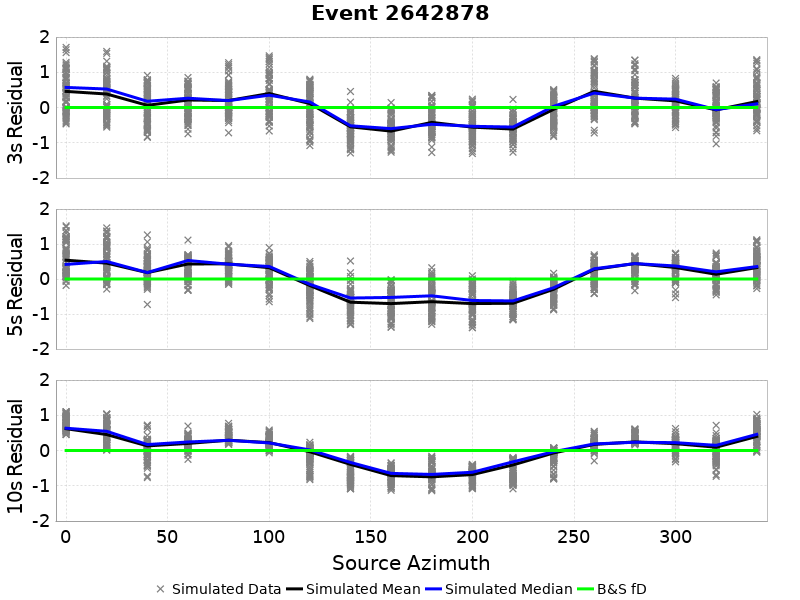 Event 2642878
3s Residual
2
1
0
-1
-2
5s Residual
2
1
0
-1
-2
10s Residual
2
1
0
-1
-2
0 50 100 150 200 250 300
Source Azimuth
Simulated Data Simulated Mean Simulated Median B&S fD